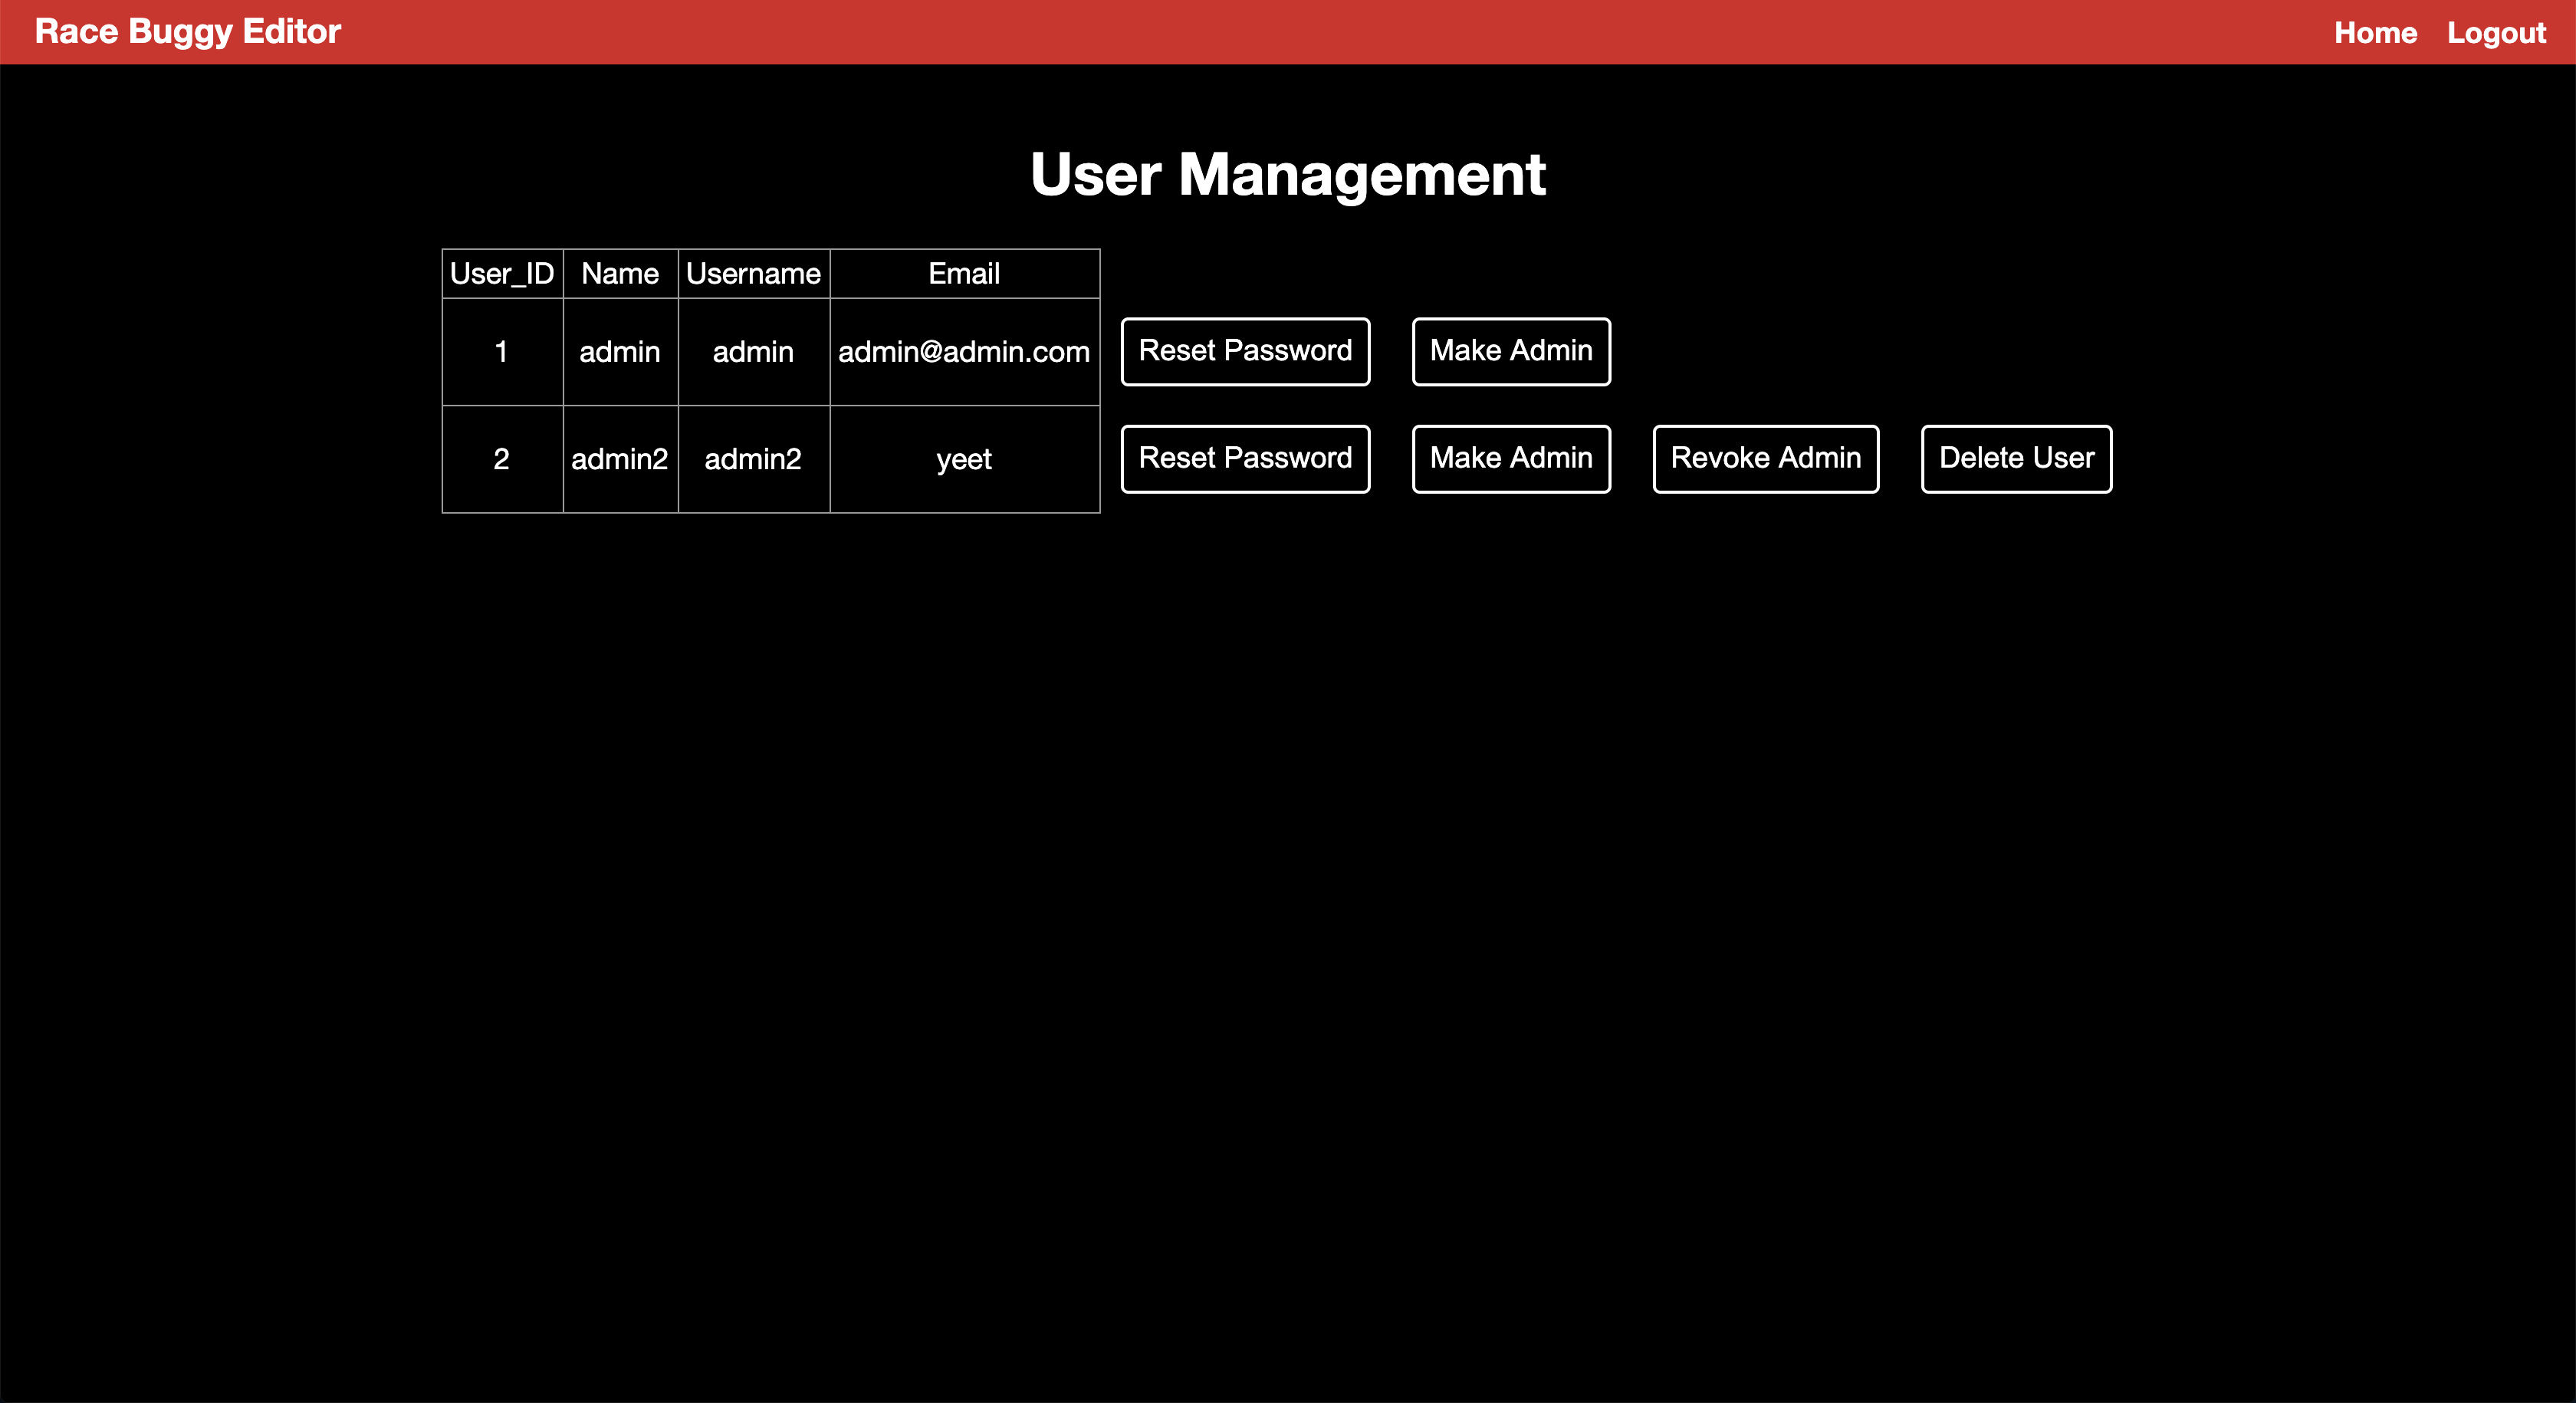 Race Buggy Editor Home Logout
User Management
User_ID Name Username Email
1 admin admin admin@admin.com Reset Password Make Admin
2 admin2 admin2 yeet Reset Password Make Admin Revoke Admin Delete User